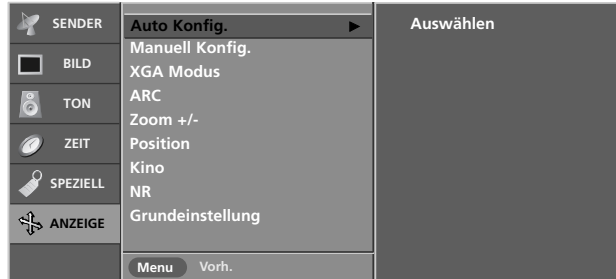 SENDER
BILD
TON
ZEIT
SPEZIELL
ANZEIGE
Auto Konfig. ►
Manuell Konfig.
XGA Modus
ARC
Zoom +/-
Position
Kino
NR
Grundeinstellung
Menu Vorh.
Auswählen